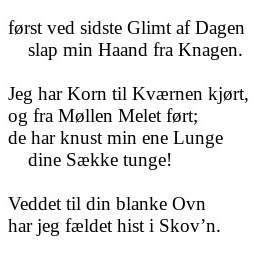 først ved sidste Glimt af Dagen
slap min Haand fra Knagen.
Jeg har Korn til Kværnen kjørt,
og fra Møllen Melet ført;
de har knust min ene Lunge
dine Sække tunge!
Veddet til din blanke Ovn
har jeg fældet hist i Skov’n.